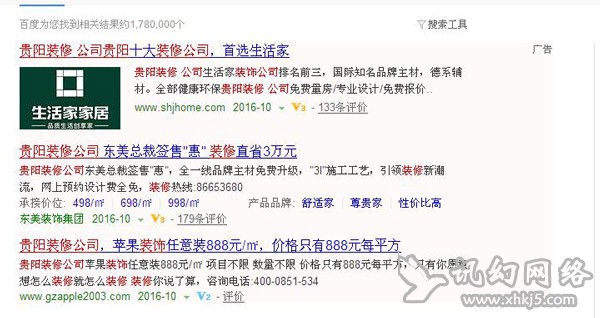 百度为您找到相关结果约1,780,000个
搜索工具
贵阳装修 公司贵阳十大装修公司，首选生活家
广告
贵阳装修 公司生活家装饰公司排名前三，国际知名品牌主材，德系辅
材。全部健康环保贵阳装修 公司免费量房/专业设计/免费报价..
www.shjhome.com 2016-10 V3 - 133条评价
生活家家居
品质生活创享家
贵阳装修公司 东美总裁签售"惠" 装修直省3万元
贵阳装修公司东美总裁签售"惠"，全一线品牌主材免费升级，"3I"施工工艺，引领装修新潮
流，网上预约设计费全免，装修热线:86653680
承接价位: 498/㎡ 698/㎡ 998/㎡ 产品品牌: 舒适家 尊贵家 性价比高
东美装饰集团 2016-10 V3 - 179条评价
贵阳装修公司，苹果装饰任意装888元/㎡，价格只有888元每平方
贵阳装修公司苹果装饰任意装888元/㎡ 项目不限 数量不限 价格只有888元每平方，只有你愿意
想怎么装修就怎么装修 装修你说了算，咨询电话:400-0851-534
www.gzapple2003.com 2016-10 V2 - 评价
讯幻网络
www.xhkj5.com